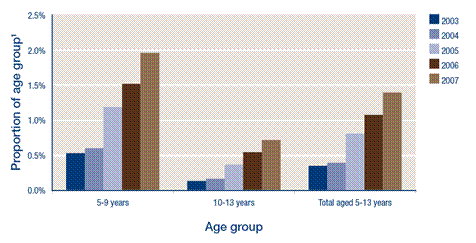 2.5%
2.0%
1.5%
1.0%
0.5%
0.0%
Proportion of age group¹
5-9 years
10-13 years
Total aged 5-13 years
Age group
2003
2004
2005
2006
2007